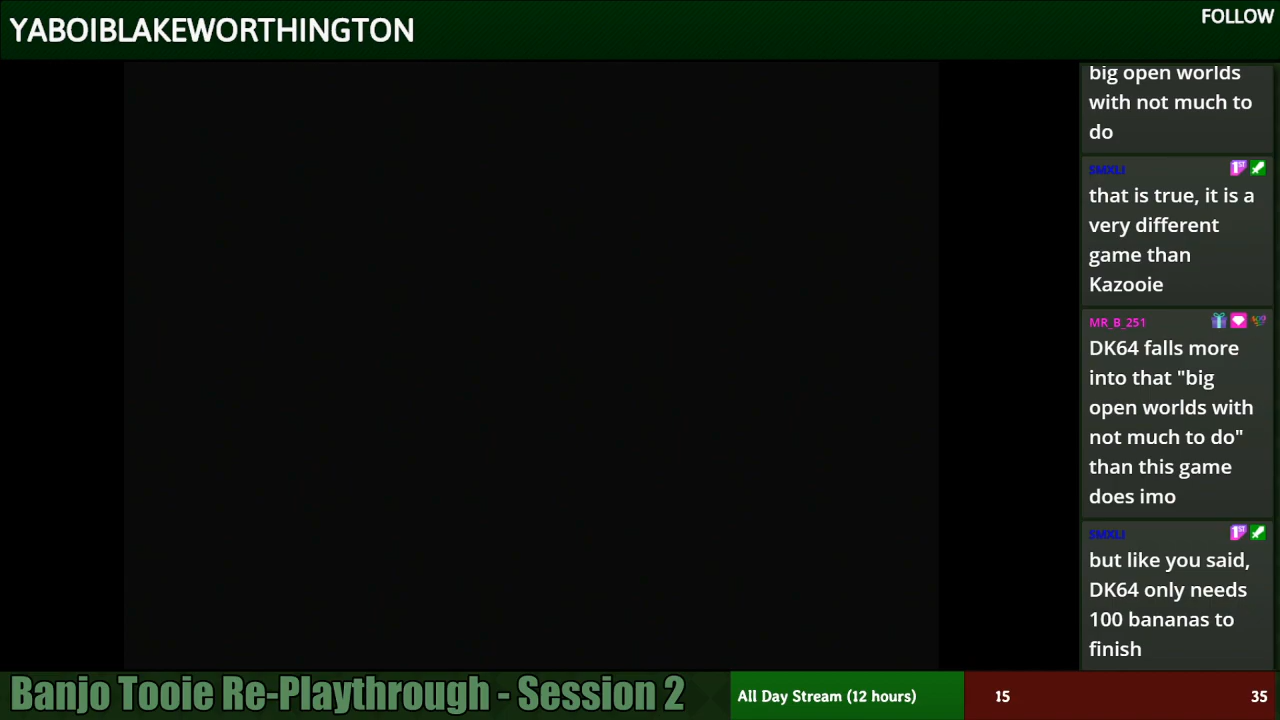 YABOIBLAKEWORTHINGTON
FOLLOW
big open worlds
with not much to
do
SMXLI
that is true, it is a
very different
game than
Kazooie
MR_B_251
DK64 falls more
into that "big
open worlds with
not much to do"
than this game
does imo
SMXLI
but like you said,
DK64 only needs
100 bananas to
finish
Banjo Tooie Re-Playthrough - Session 2
All Day Stream (12 hours)
15
35